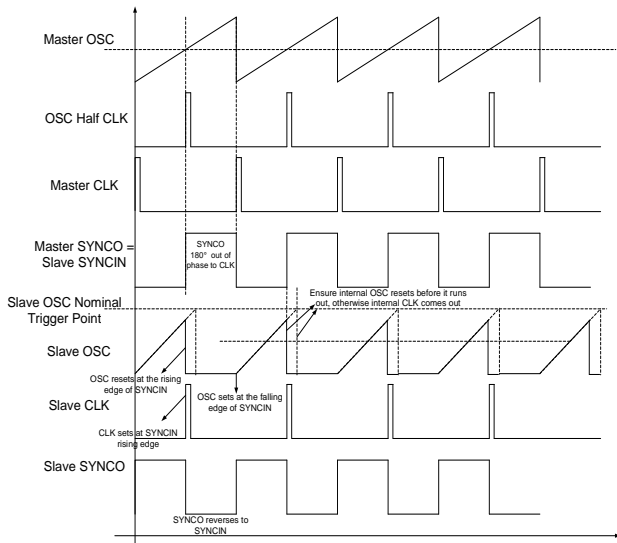 Master OSC
OSC Half CLK
Master CLK
Master SYNCO =
Slave SYNCIN
SYNCO
180° out of
phase to CLK
Ensure internal OSC resets before it runs
out, otherwise internal CLK comes out
Slave OSC Nominal
Trigger Point
Slave OSC
OSC resets at the rising
edge of SYNCIN
OSC sets at the falling
edge of SYNCIN
Slave CLK
CLK sets at SYNCIN
rising edge
Slave SYNCO
SYNCO reverses to
SYNCIN